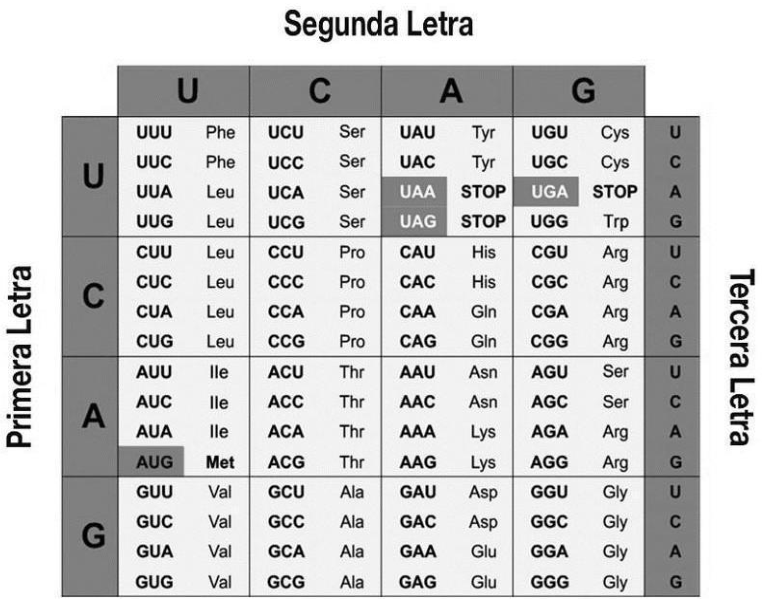 Segunda Letra
U C A G
UUU Phe UCU Ser UAU Tyr UGU Cys U
UUC Phe UCC Ser UAC Tyr UGC Cys C
U UUA Leu UCA Ser UAA STOP UGA STOP A
UUG Leu UCG Ser UAG STOP UGG Trp G
CUU Leu CCU Pro CAU His CGU Arg U
CUC Leu CCC Pro CAC His CGC Arg C
C CUA Leu CCA Pro CAA Gln CGA Arg A
CUG Leu CCG Pro CAG Gln CGG Arg G
AUU Ile ACU Thr AAU Asn AGU Ser U
AUC Ile ACC Thr AAC Asn AGC Ser C
A AUA Ile ACA Thr AAA Lys AGA Arg A
AUG Met ACG Thr AAG Lys AGG Arg G
GUU Val GCU Ala GAU Asp GGU Gly U
GUC Val GCC Ala GAC Asp GGC Gly C
G GUA Val GCA Ala GAA Glu GGA Gly A
GUG Val GCG Ala GAG Glu GGG Gly G
Primera Letra
Tercera Letra